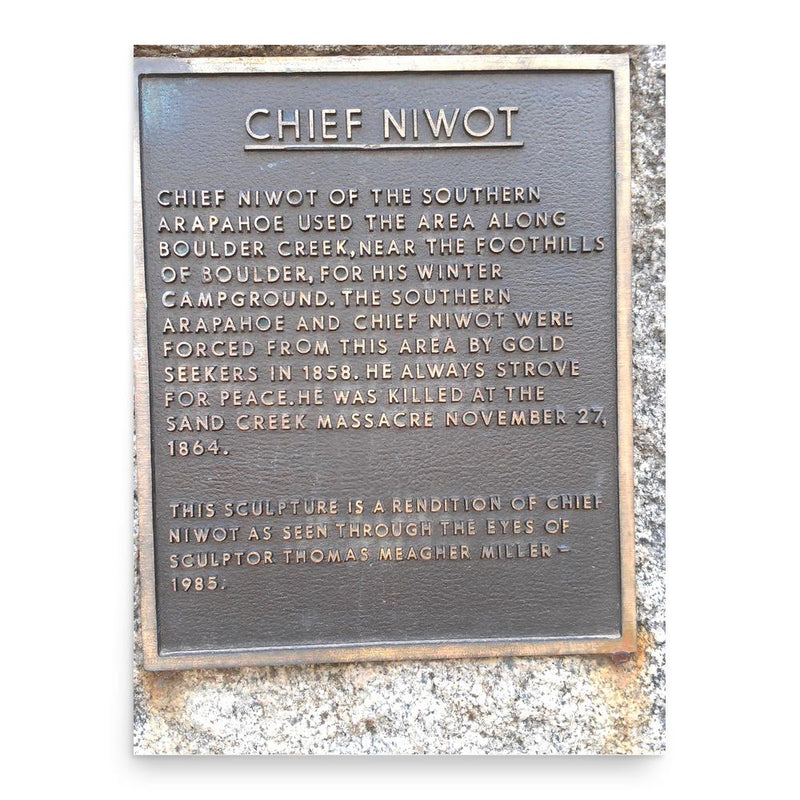 CHIEF NIWOT
CHIEF NIWOT OF THE SOUTHERN
ARAPAHOE USED THE AREA ALONG
BOULDER CREEK, NEAR THE FOOTHILLS
OF BOULDER, FOR HIS WINTER
CAMPGROUND. THE SOUTHERN
ARAPAHOE AND CHIEF NIWOT WERE
FORCED FROM THIS AREA BY GOLD
SEEKERS IN 1858. HE ALWAYS STROVE
FOR PEACE. HE WAS KILLED AT THE
SAND CREEK MASSACRE NOVEMBER 27,
1864.
THIS SCULPTURE IS A RENDITION OF CHIEF
NIWOT AS SEEN THROUGH THE EYES OF
SCULPTOR THOMAS MEAGHER MILLER –
1985.